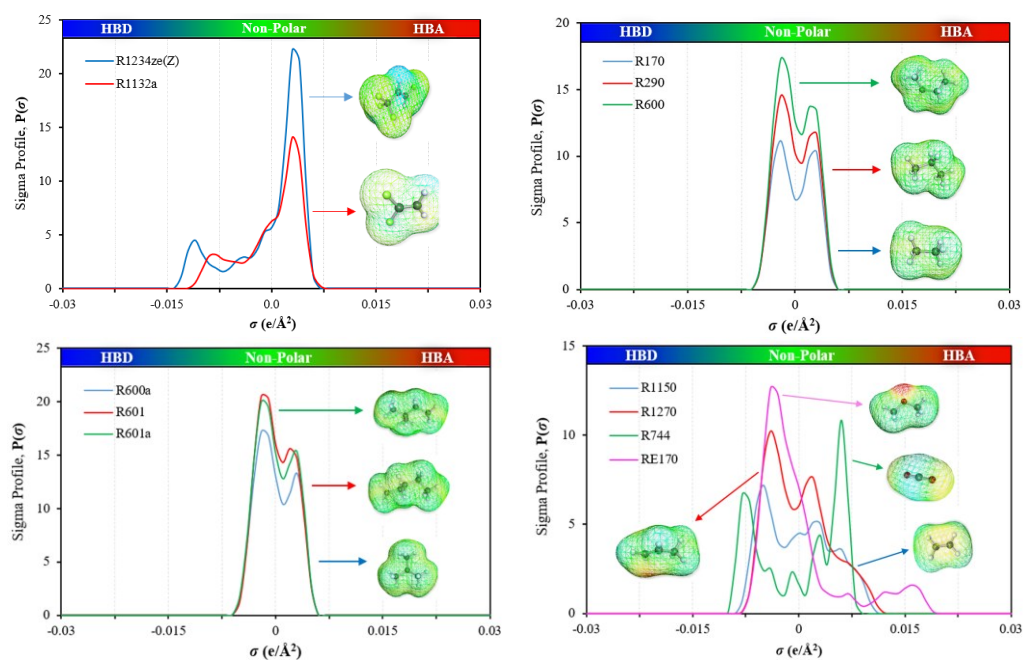 HBD Non-Polar HBA
25
20
15
10
5
0
Sigma Profile, P(σ)
R1234ze(Z)
R1132a
-0.03 -0.015 0.0 0.015 0.03
σ (e/Å²)
HBD Non-Polar HBA
20
15
10
5
0
Sigma Profile, P(σ)
R170
R290
R600
-0.03 -0.015 0 0.015 0.03
σ (e/Å²)
HBD Non-Polar HBA
25
20
15
10
5
0
Sigma Profile, P(σ)
R600a
R601
R601a
-0.03 -0.015 0 0.015 0.03
σ (e/Å²)
HBD Non-Polar HBA
15
10
5
0
Sigma Profile, P(σ)
R1150
R1270
R744
RE170
-0.03 -0.015 0 0.015 0.03
σ (e/Å²)